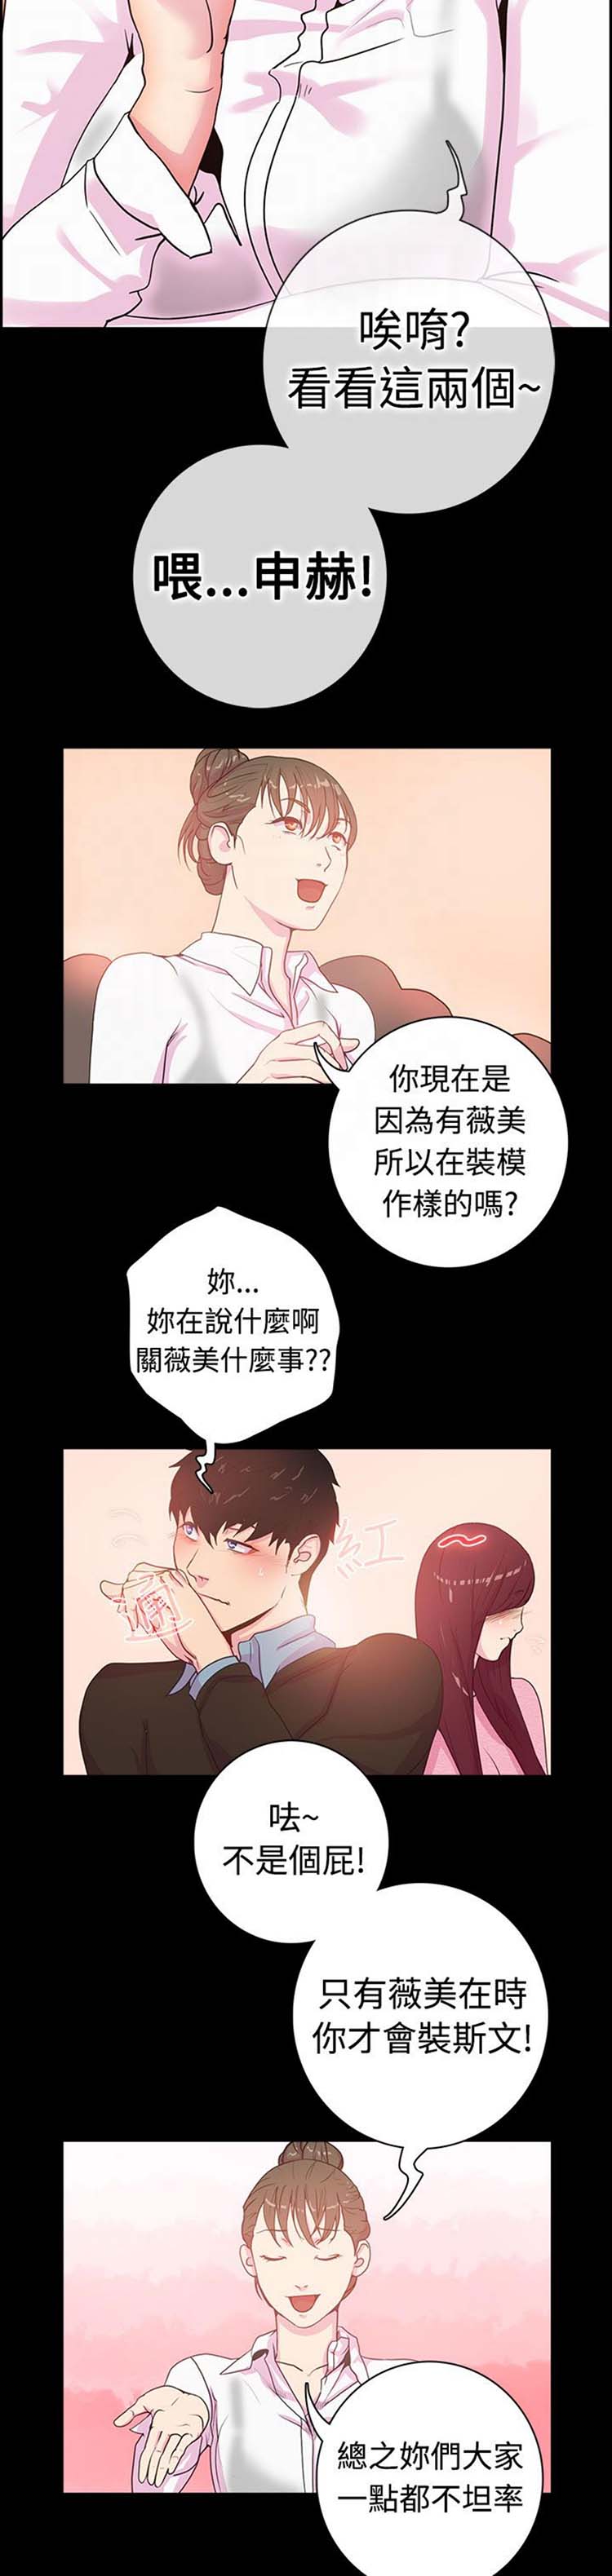 唉唷?
看看這兩個~
喂...申赫!
你現在是
因為有薇美
所以在裝模
作樣的嗎?
妳...
妳在說什麼啊
關薇美什麼事??
紅
通
呿~
不是個屁!
只有薇美在時
你才會裝斯文!
總之妳們大家
一點都不坦率